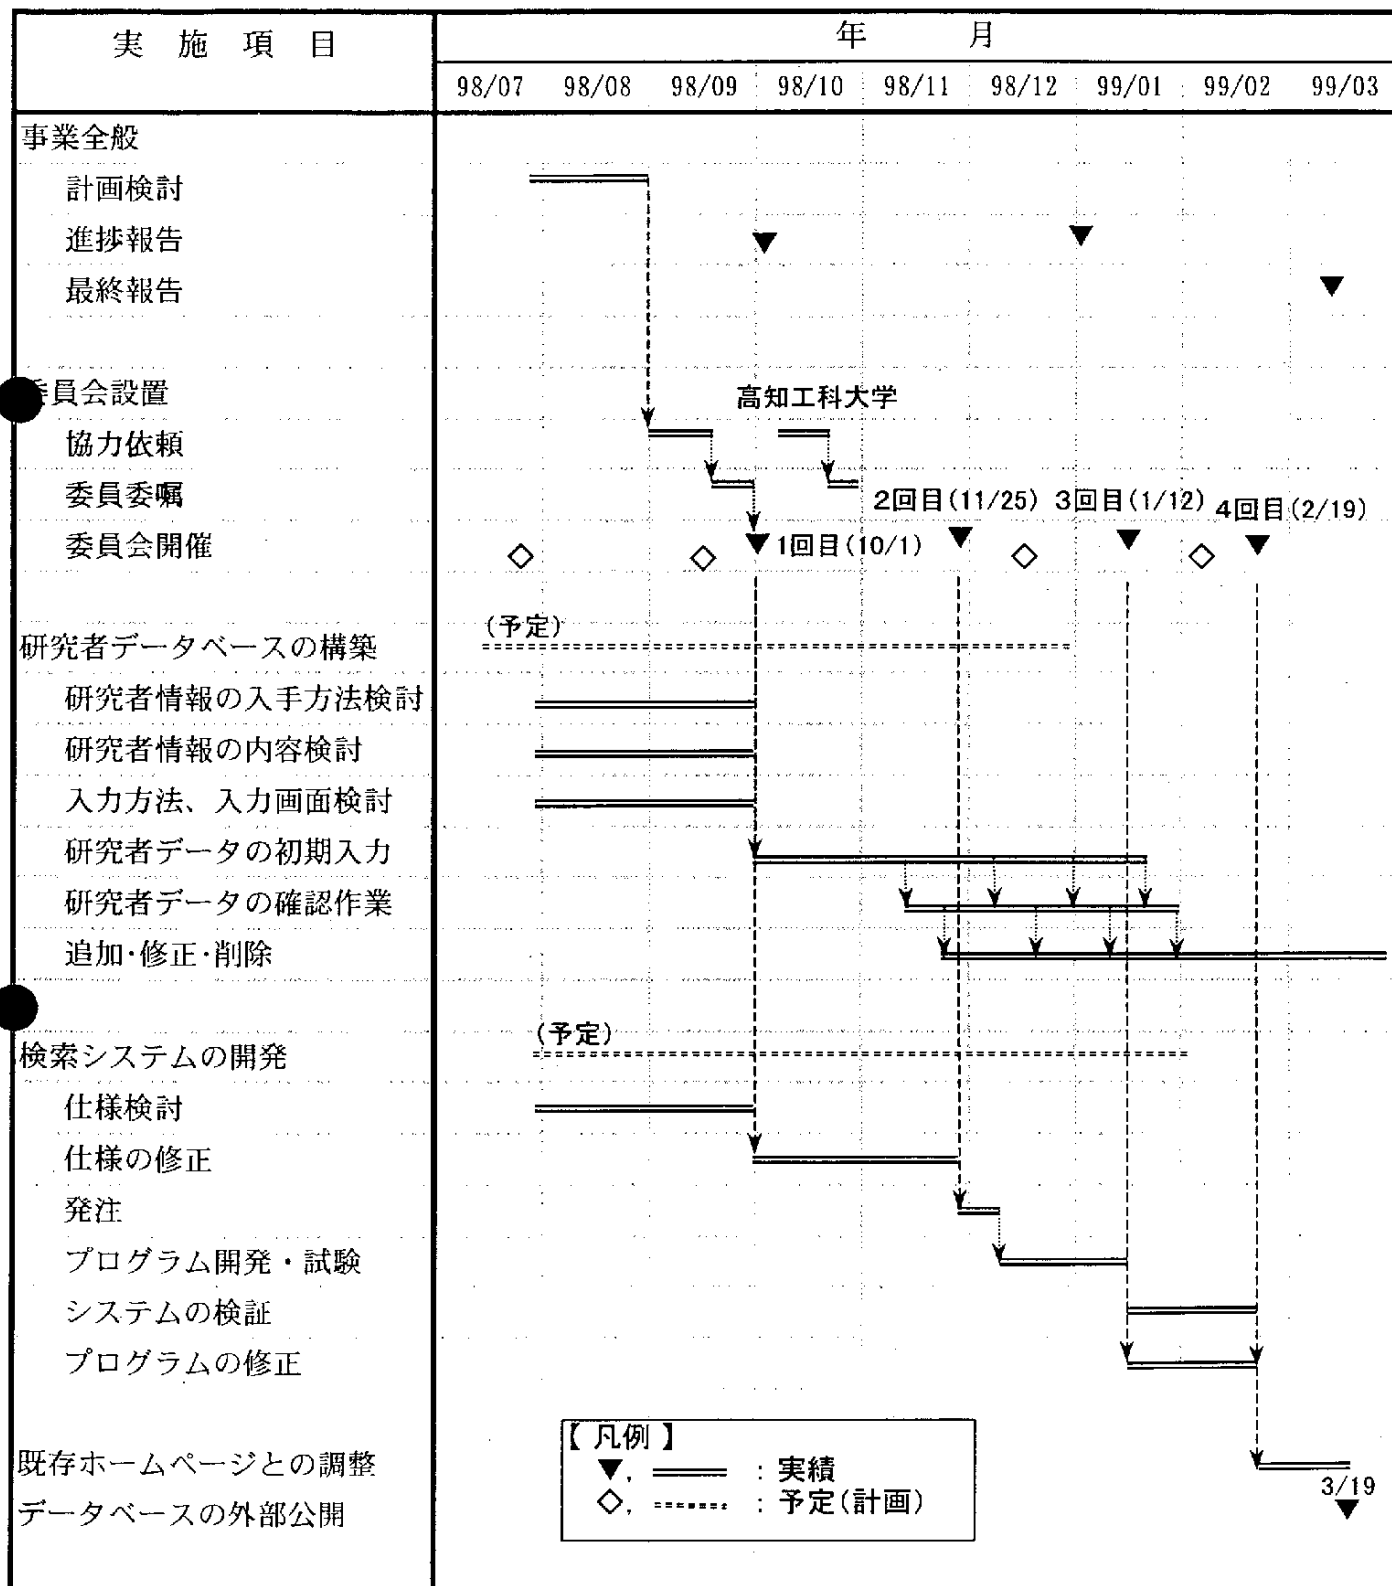 実 施 項 目
年 月
98/07 98/08 98/09 98/10 98/11 98/12 99/01 99/02 99/03
事業全般
計画検討
進捗報告
最終報告
委員会設置
高知工科大学
協力依頼
委員委嘱
2回目(11/25) 3回目(1/12) 4回目(2/19)
委員会開催
1回目(10/1)
(予定)
研究者データベースの構築
研究者情報の入手方法検討
研究者情報の内容検討
入力方法、入力画面検討
研究者データの初期入力
研究者データの確認作業
追加・修正・削除
(予定)
検索システムの開発
仕様検討
仕様の修正
発注
プログラム開発・試験
システムの検証
プログラムの修正
【 凡例 】
▼, ═══ : 実績
◇, ====== : 予定(計画)
既存ホームページとの調整
3/19
データベースの外部公開